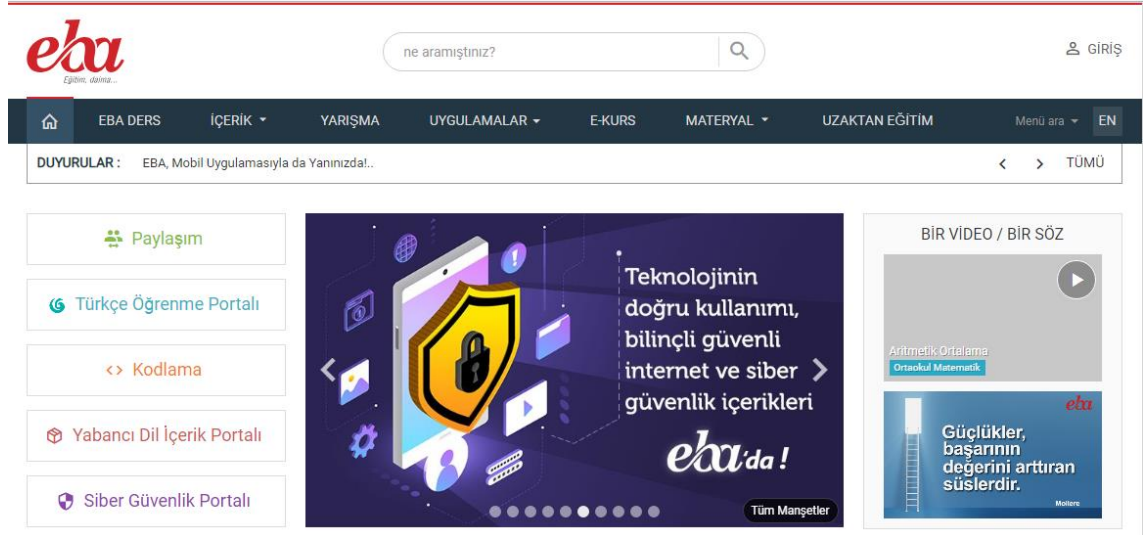 eba
Eğitim, daima...
ne aramıştınız?
GİRİŞ
EBA DERS İÇERİK YARIŞMA UYGULAMALAR E-KURS MATERYAL UZAKTAN EĞİTİM Menü ara EN
DUYURULAR : EBA, Mobil Uygulamasıyla da Yanınızda!.. TÜMÜ
Paylaşım
Türkçe Öğrenme Portalı
Kodlama
Yabancı Dil İçerik Portalı
Siber Güvenlik Portalı
Teknolojinin
doğru kullanımı,
bilinçli güvenli
internet ve siber
güvenlik içerikleri
eba'da !
Tüm Manşetler
BİR VİDEO / BİR SÖZ
Aritmetik Ortalama
Ortaokul Matematik
eba
Güçlükler,
başarının
değerini arttıran
süslerdir.
Moliere